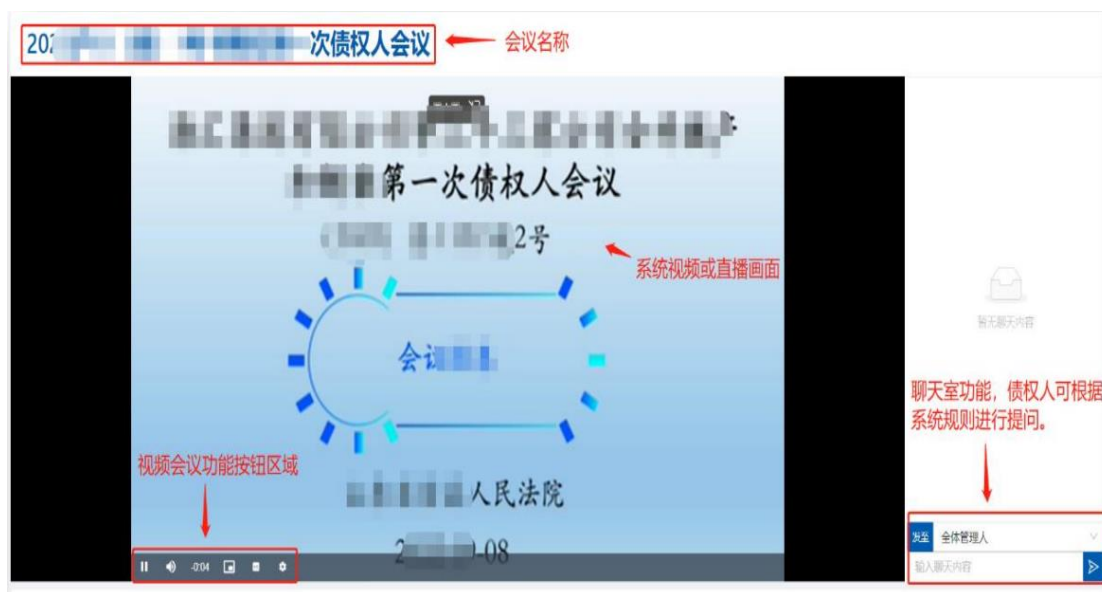 202
次债权人会议
会议名称
第一次债权人会议
2号
系统视频或直播画面
会议
暂无聊天内容
聊天室功能，债权人可根据
系统规则进行提问。
视频会议功能按钮区域
人民法院
2
-08
发至 全体管理人
-0:04
输入聊天内容